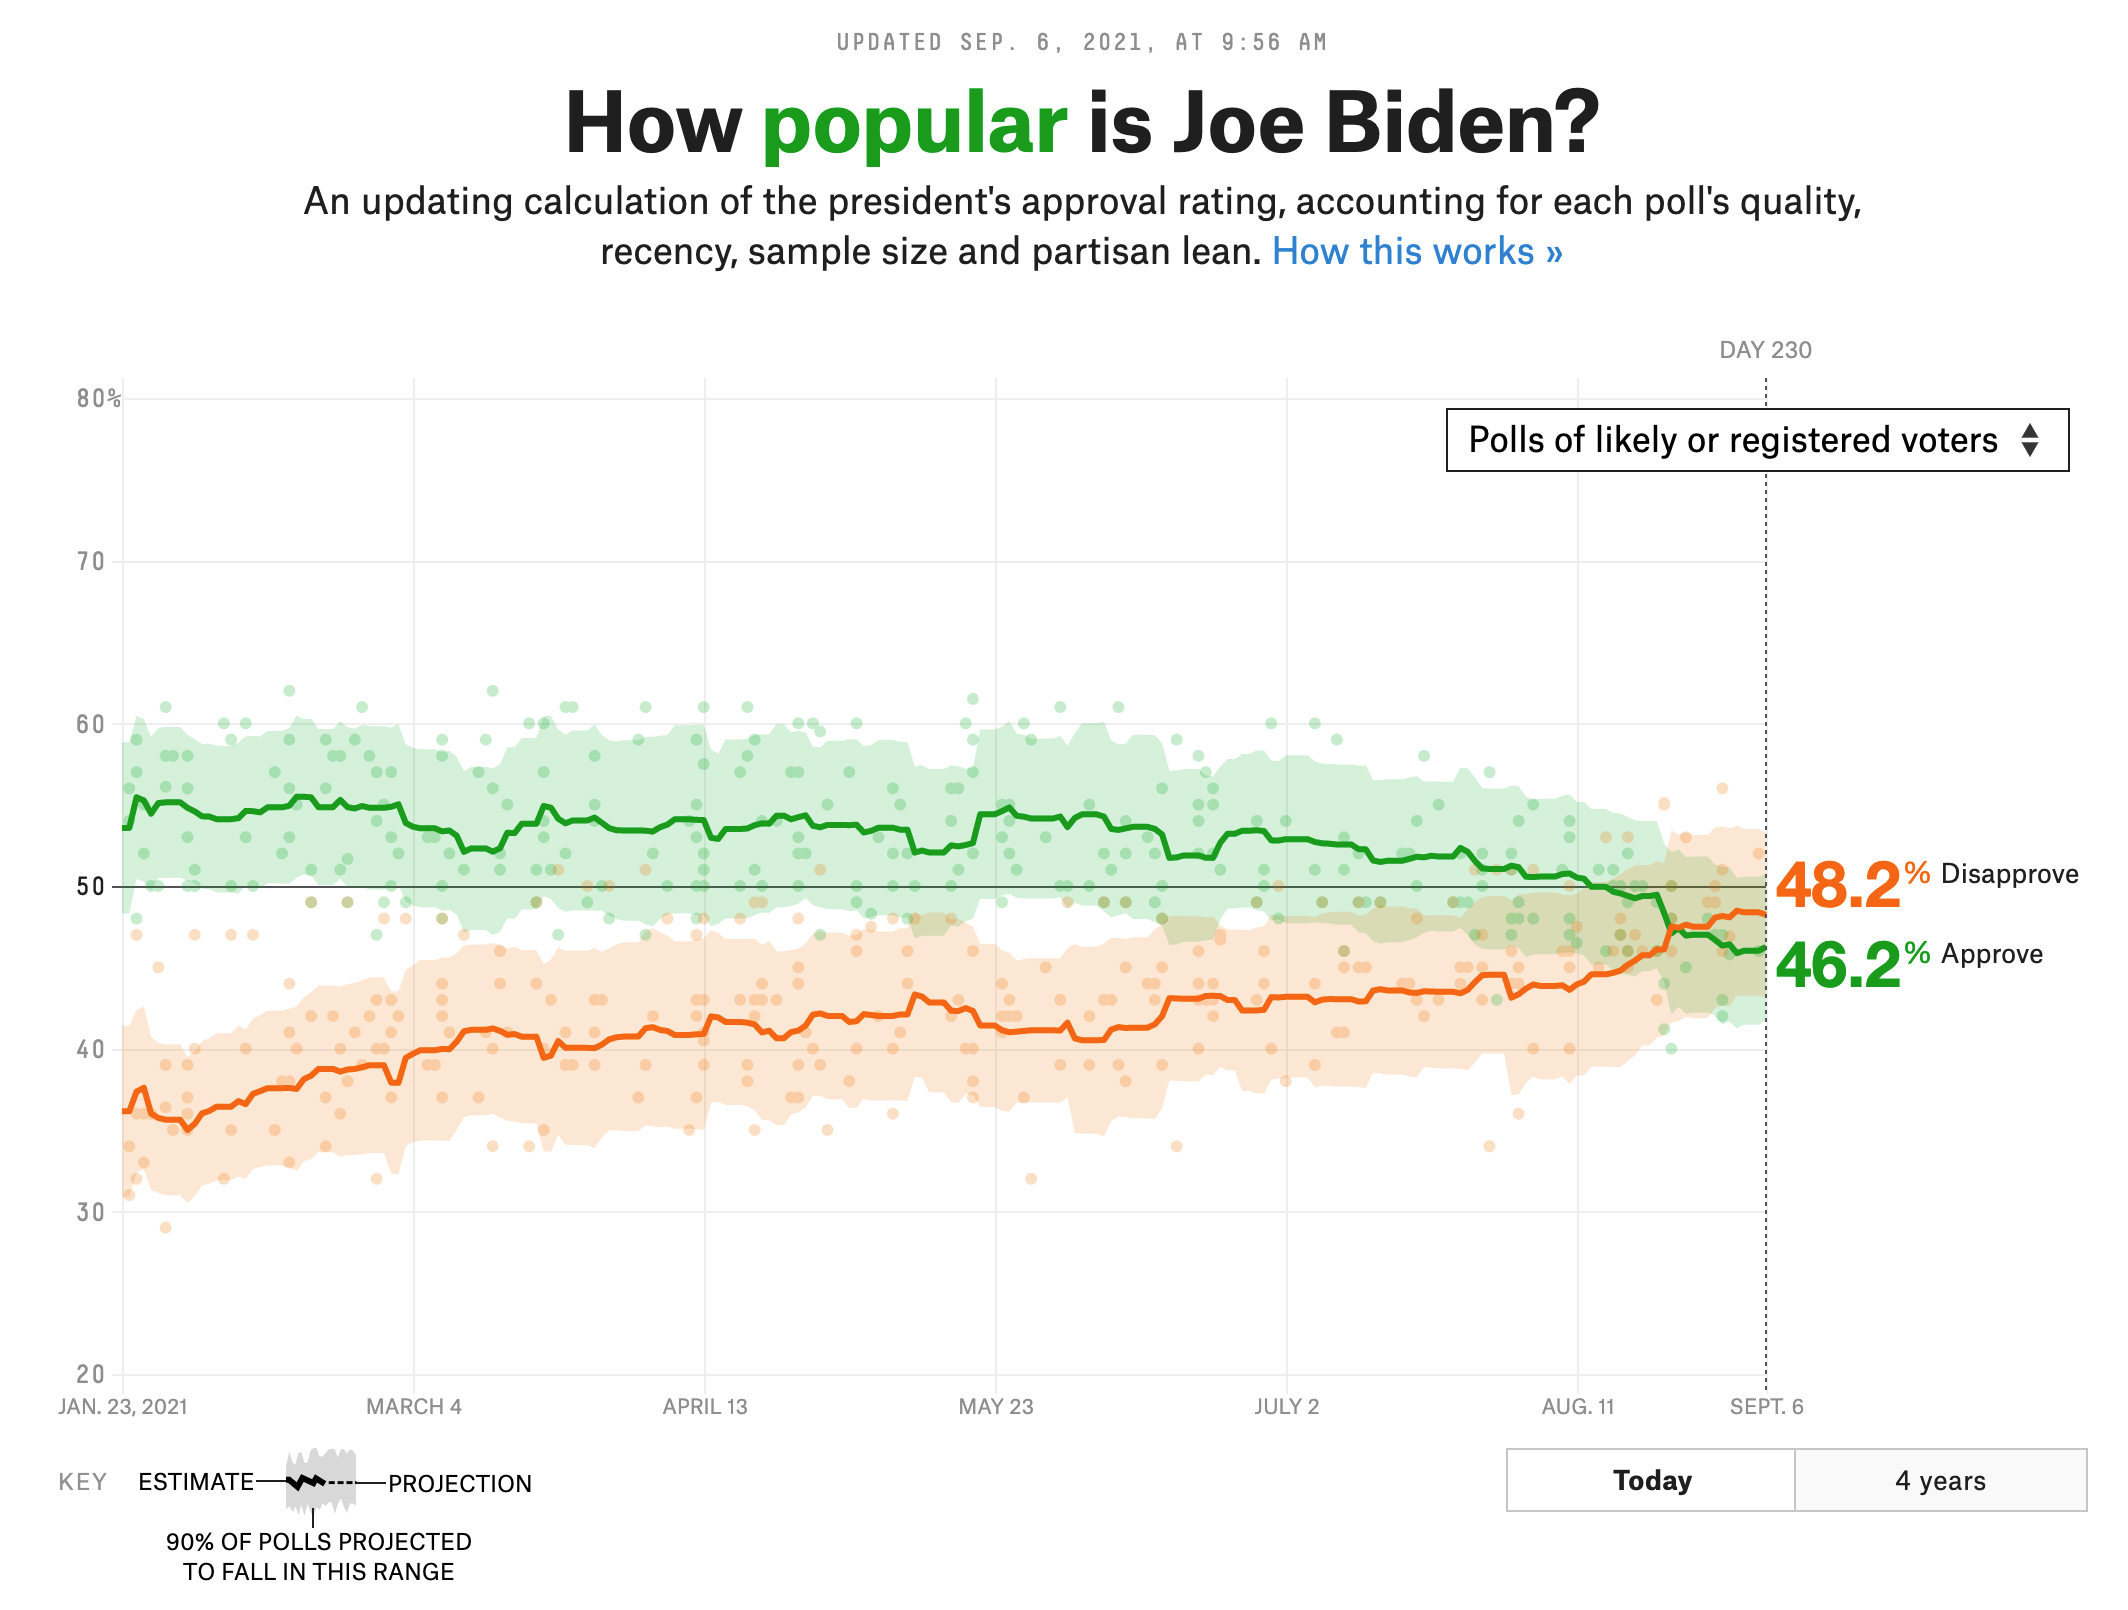 UPDATED SEP. 6, 2021, AT 9:56 AM
How popular is Joe Biden?
An updating calculation of the president's approval rating, accounting for each poll's quality,
recency, sample size and partisan lean. How this works »
DAY 230
80%
Polls of likely or registered voters
70
60
50
48.2% Disapprove
46.2% Approve
40
30
20
JAN. 23, 2021 MARCH 4 APRIL 13 MAY 23 JULY 2 AUG. 11 SEPT. 6
KEY ESTIMATE PROJECTION
90% OF POLLS PROJECTED
TO FALL IN THIS RANGE
Today 4 years